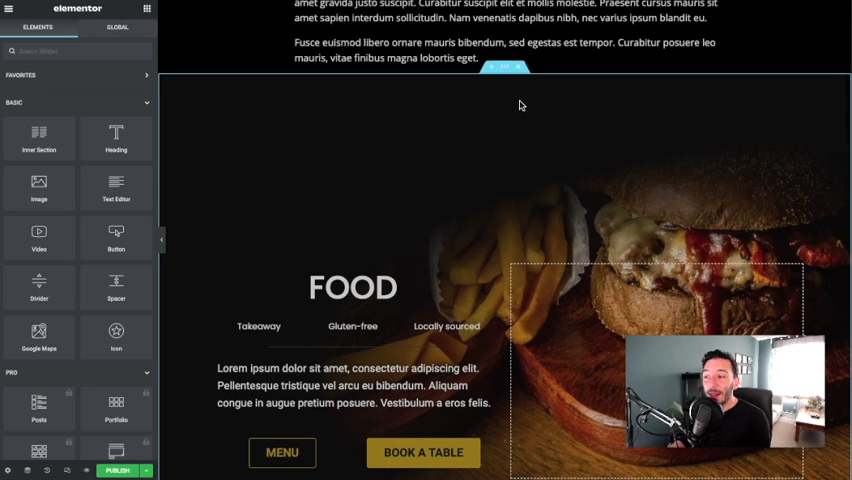 elementor
ELEMENTS
GLOBAL
Search Widget...
FAVORITES
BASIC
Inner Section
Heading
Image
Text Editor
Video
Button
Divider
Spacer
Google Maps
Icon
PRO
Posts
Portfolio
PUBLISH
amet gravida justo suscipit. Curabitur suscipit elit et mollis molestie. Praesent cursus mauris sit
amet sapien interdum sollicitudin. Nam venenatis dapibus nibh, nec varius ipsum blandit eu.
Fusce euismod libero ornare mauris bibendum, sed egestas est tempor. Curabitur posuere leo
mauris, vitae finibus magna lobortis eget.
FOOD
Takeaway
Gluten-free
Locally sourced
Lorem ipsum dolor sit amet, consectetur adipiscing elit.
Pellentesque tristique vel arcu eu bibendum. Aliquam
congue in augue pretium posuere. Vestibulum a eros felis.
MENU
BOOK A TABLE